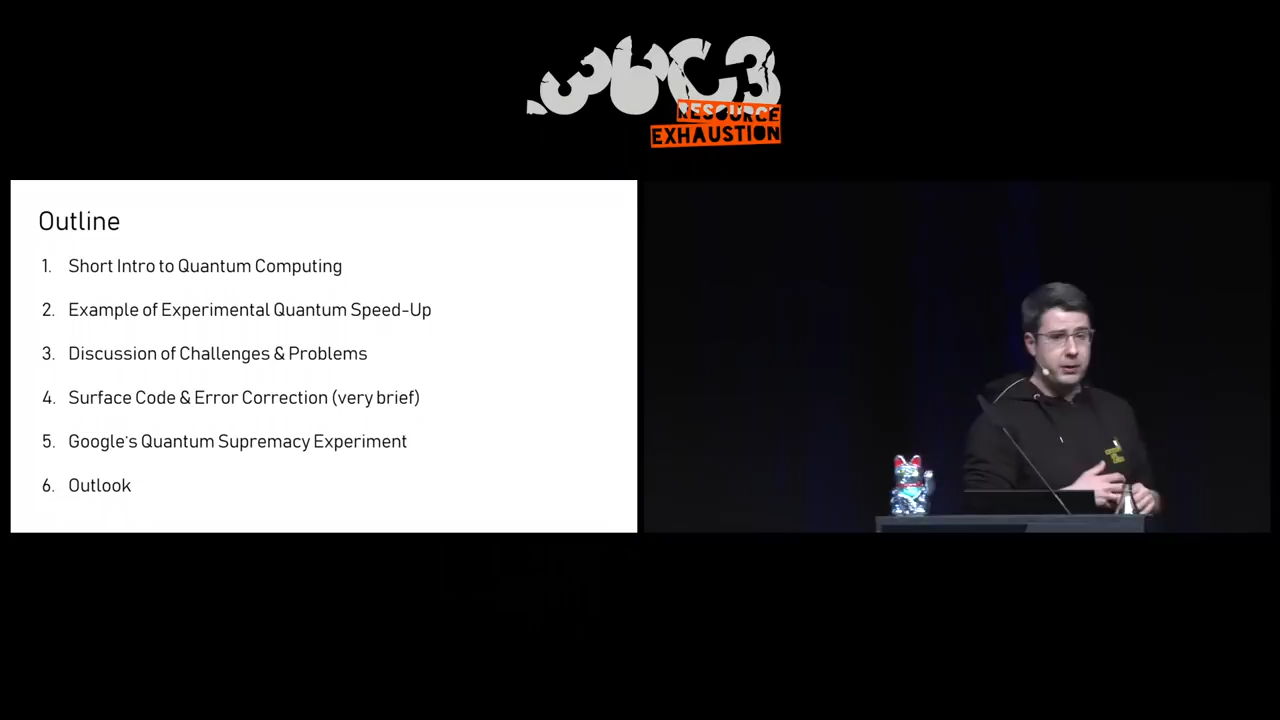 36C3
RESOURCE
EXHAUSTION
Outline
1. Short Intro to Quantum Computing
2. Example of Experimental Quantum Speed-Up
3. Discussion of Challenges & Problems
4. Surface Code & Error Correction (very brief)
5. Google's Quantum Supremacy Experiment
6. Outlook